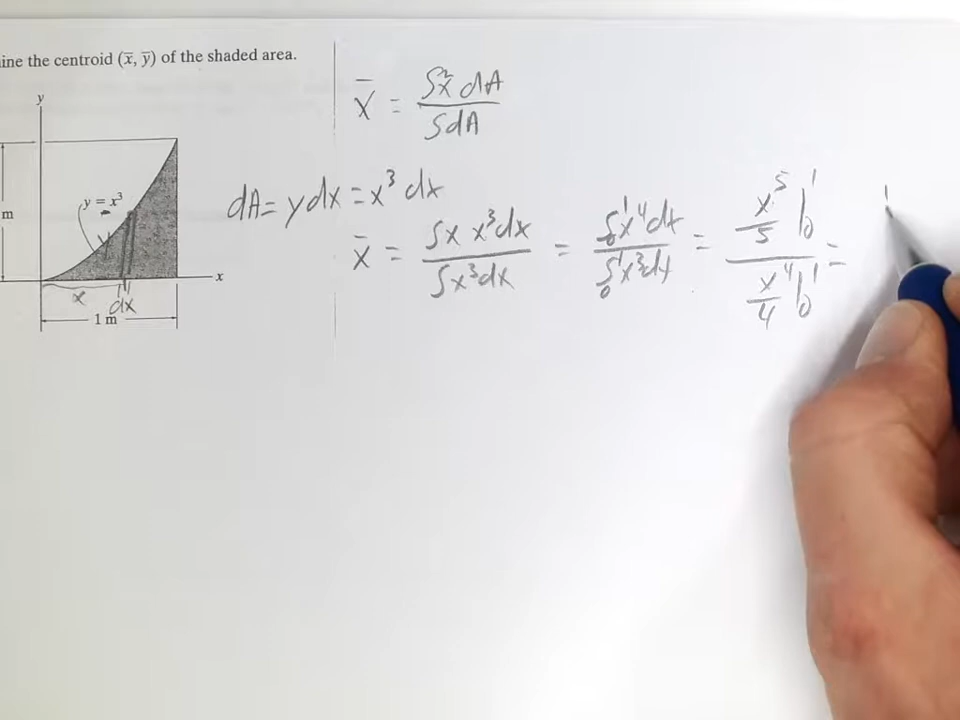 ine the centroid (x̄, ȳ) of the shaded area.
y
y = x³
m
x
x
dx
1 m
x̄ = ∫x̃ dA / ∫dA
dA = y dx = x³ dx
x̄ = ∫x x³dx / ∫x³dx = ∫₀¹x⁴dx / ∫₀¹x³dx = x⁵/5 |₀¹ / x⁴/4 |₀¹ = 1